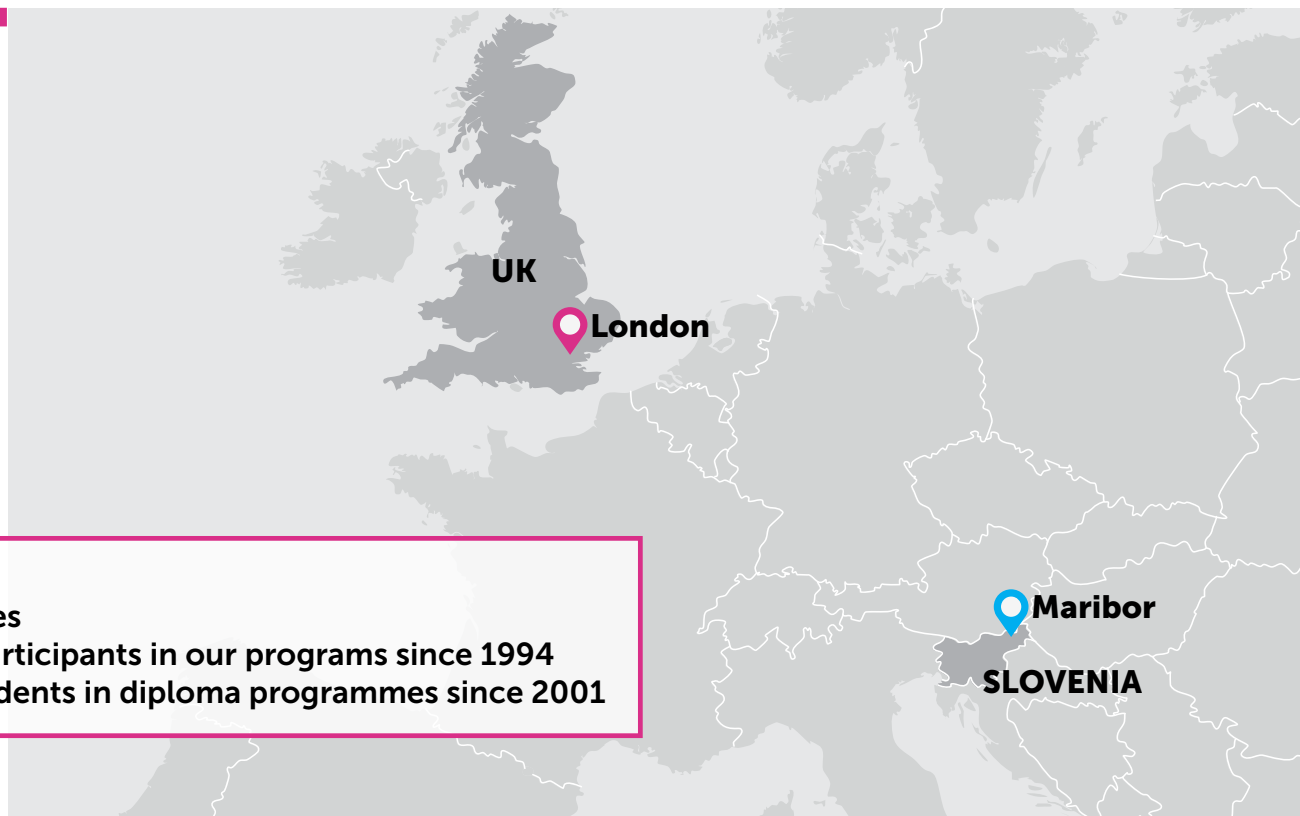 UK
London
es
rticipants in our programs since 1994
dents in diploma programmes since 2001
Maribor
SLOVENIA